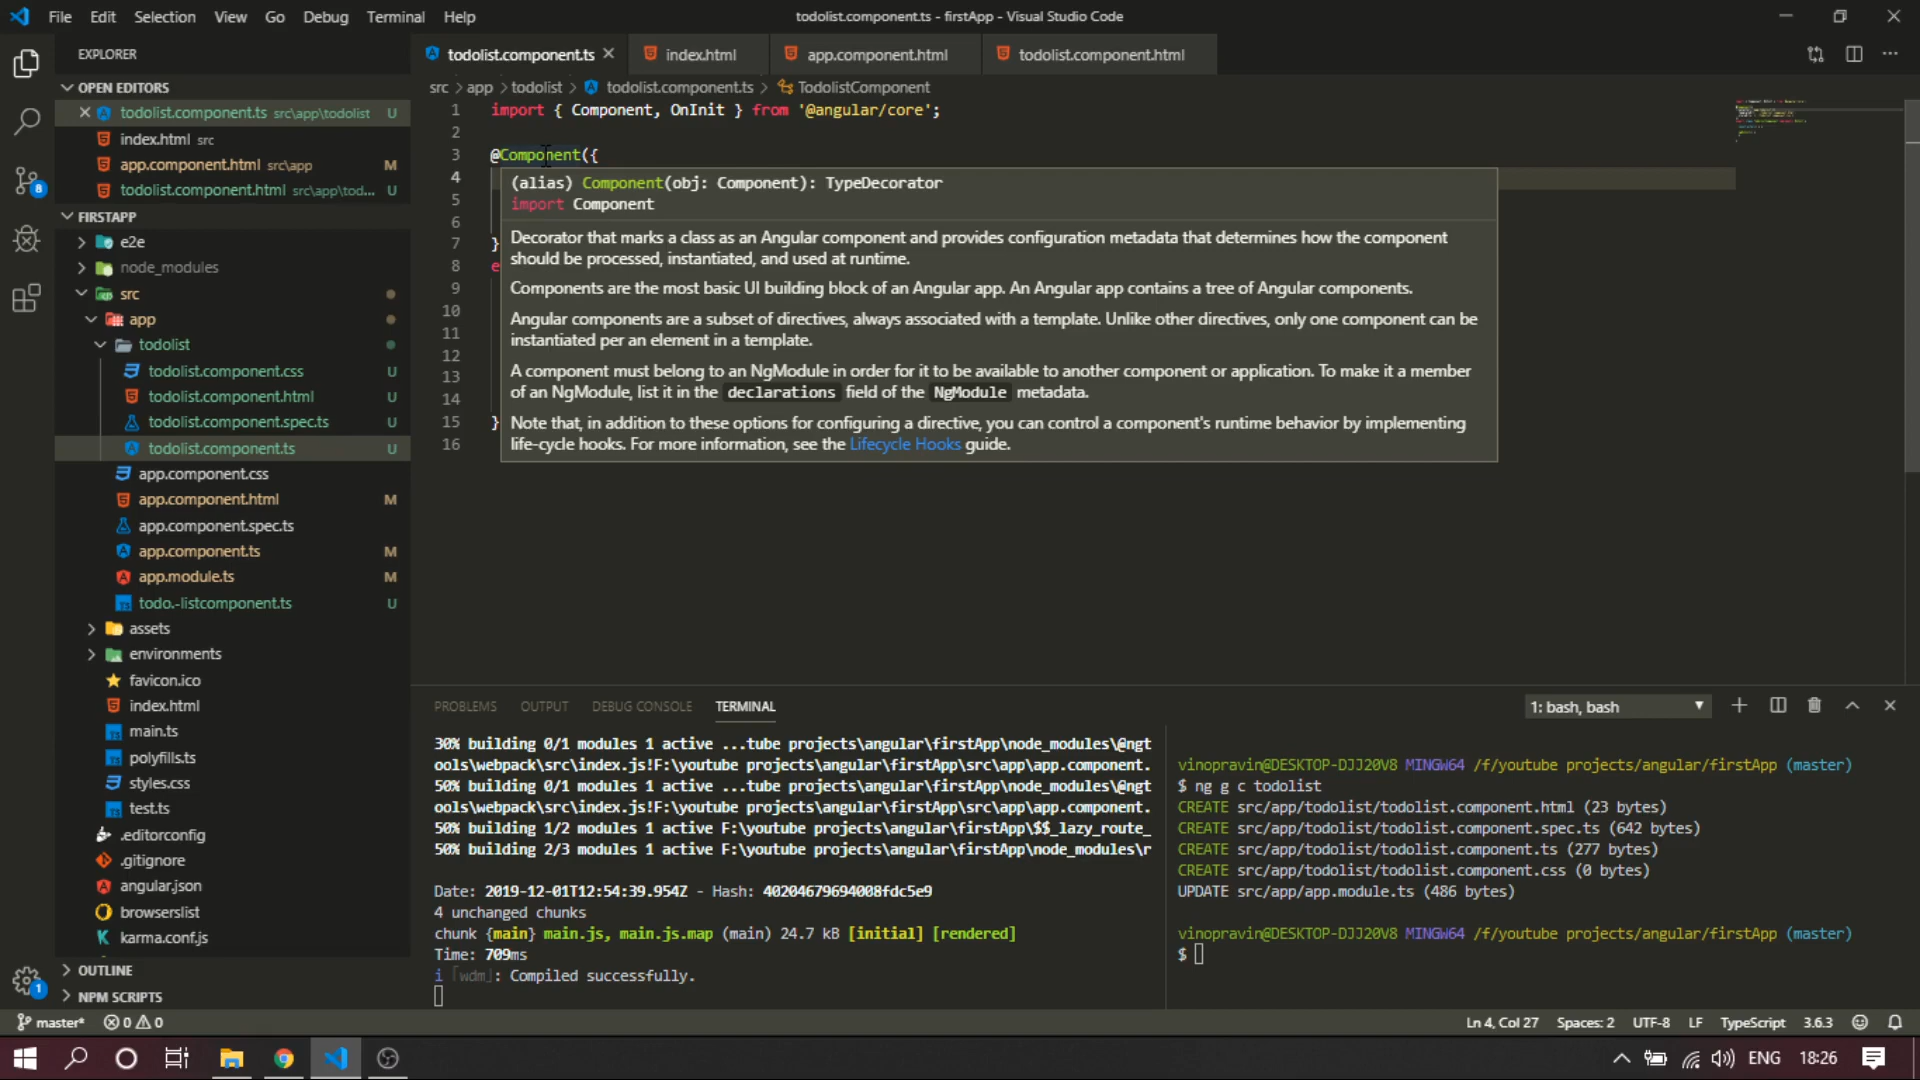 File Edit Selection View Go Debug Terminal Help
todolist.component.ts - firstApp - Visual Studio Code
EXPLORER
OPEN EDITORS
todolist.component.ts src\app\todolist U
index.html src
app.component.html src\app M
todolist.component.html src\app\tod... U
FIRSTAPP
e2e
node_modules
src
app
todolist
todolist.component.css U
todolist.component.html U
todolist.component.spec.ts U
todolist.component.ts U
app.component.css
app.component.html M
app.component.spec.ts
app.component.ts M
app.module.ts M
todo.-listcomponent.ts U
assets
environments
favicon.ico
index.html
main.ts
polyfills.ts
styles.css
test.ts
.editorconfig
.gitignore
angular.json
browserslist
karma.conf.js
OUTLINE
NPM SCRIPTS
8
1
todolist.component.ts index.html app.component.html todolist.component.html
src > app > todolist > todolist.component.ts > TodolistComponent
1 import { Component, OnInit } from '@angular/core';
2
3 @Component({
4
5
6
7 }
8 e
9
10
11
12
13
14
15 }
16
(alias) Component(obj: Component): TypeDecorator
import Component
Decorator that marks a class as an Angular component and provides configuration metadata that determines how the component
should be processed, instantiated, and used at runtime.
Components are the most basic UI building block of an Angular app. An Angular app contains a tree of Angular components.
Angular components are a subset of directives, always associated with a template. Unlike other directives, only one component can be
instantiated per an element in a template.
A component must belong to an NgModule in order for it to be available to another component or application. To make it a member
of an NgModule, list it in the declarations field of the NgModule metadata.
Note that, in addition to these options for configuring a directive, you can control a component's runtime behavior by implementing
life-cycle hooks. For more information, see the Lifecycle Hooks guide.
PROBLEMS OUTPUT DEBUG CONSOLE TERMINAL
1: bash, bash
30% building 0/1 modules 1 active ...tube projects\angular\firstApp\node_modules\@ngt
ools\webpack\src\index.js!F:\youtube projects\angular\firstApp\src\app\app.component.
50% building 0/1 modules 1 active ...tube projects\angular\firstApp\node_modules\@ngt
ools\webpack\src\index.js!F:\youtube projects\angular\firstApp\src\app\app.component.
50% building 1/2 modules 1 active F:\youtube projects\angular\firstApp\$$_lazy_route_
50% building 2/3 modules 1 active F:\youtube projects\angular\firstApp\node_modules\r
Date: 2019-12-01T12:54:39.954Z - Hash: 40204679694008fdc5e9
4 unchanged chunks
chunk {main} main.js, main.js.map (main) 24.7 kB [initial] [rendered]
Time: 709ms
i ｢wdm｣: Compiled successfully.
vinopravin@DESKTOP-DJJ20V8 MINGW64 /f/youtube projects/angular/firstApp (master)
$ ng g c todolist
CREATE src/app/todolist/todolist.component.html (23 bytes)
CREATE src/app/todolist/todolist.component.spec.ts (642 bytes)
CREATE src/app/todolist/todolist.component.ts (277 bytes)
CREATE src/app/todolist/todolist.component.css (0 bytes)
UPDATE src/app/app.module.ts (486 bytes)
vinopravin@DESKTOP-DJJ20V8 MINGW64 /f/youtube projects/angular/firstApp (master)
$
master* 0 0
Ln 4, Col 27 Spaces: 2 UTF-8 LF TypeScript 3.6.3
ENG 18:26